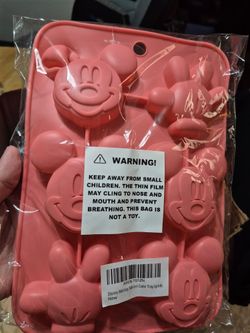 WARNING!
KEEP AWAY FROM SMALL
CHILDREN. THE THIN FILM
MAY CLING TO NOSE AND
MOUTH AND PREVENT
BREATHING. THIS BAG IS
NOT A TOY.